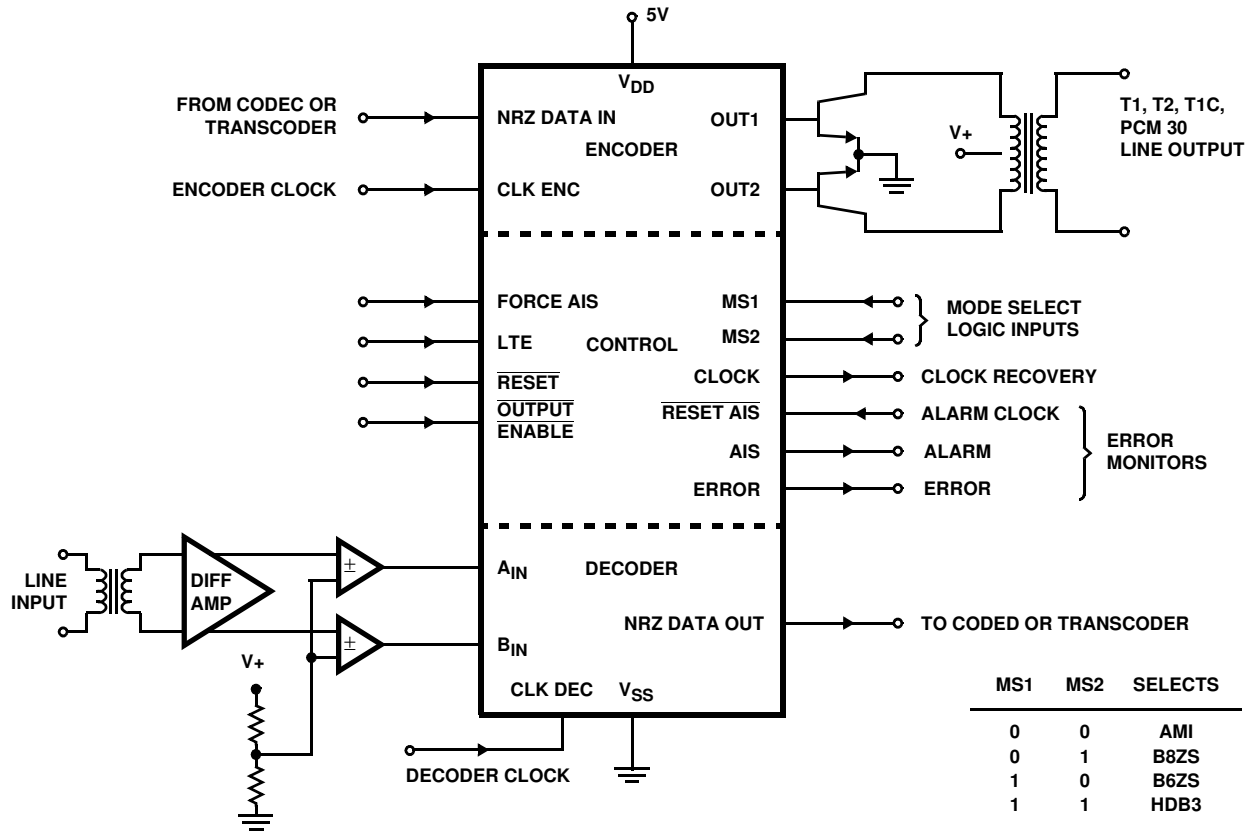 5V
VDD
FROM CODEC OR
TRANSCODER
NRZ DATA IN
ENCODER
ENCODER CLOCK
CLK ENC
OUT1
OUT2
V+
T1, T2, T1C,
PCM 30
LINE OUTPUT
FORCE AIS
LTE
RESET
OUTPUT
ENABLE
CONTROL
MS1
MS2
CLOCK
RESET AIS
AIS
ERROR
MODE SELECT
LOGIC INPUTS
CLOCK RECOVERY
ALARM CLOCK
ALARM
ERROR
ERROR
MONITORS
LINE
INPUT
DIFF
AMP
±
±
V+
AIN
BIN
DECODER
NRZ DATA OUT
TO CODED OR TRANSCODER
CLK DEC
VSS
DECODER CLOCK
MS1 MS2 SELECTS
0 0 AMI
0 1 B8ZS
1 0 B6ZS
1 1 HDB3